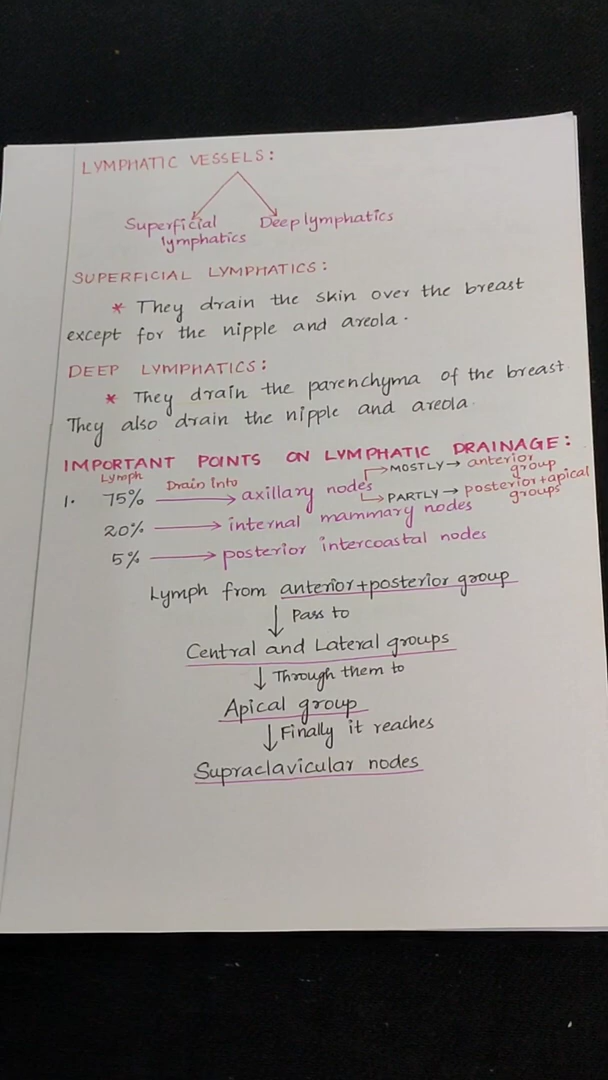 LYMPHATIC VESSELS:
Superficial lymphatics
Deep lymphatics
SUPERFICIAL LYMPHATICS:
* They drain the skin over the breast
except for the nipple and areola.
DEEP LYMPHATICS:
* They drain the parenchyma of the breast
They also drain the nipple and areola.
IMPORTANT POINTS ON LYMPHATIC DRAINAGE:
Lymph Drain Into
1. 75% → axillary nodes → MOSTLY → anterior group
→ PARTLY → posterior + apical groups
20% → internal mammary nodes
5% → posterior intercoastal nodes
Lymph from anterior + posterior group
↓ Pass to
Central and Lateral groups
↓ Through them to
Apical group
↓ Finally it reaches
Supraclavicular nodes